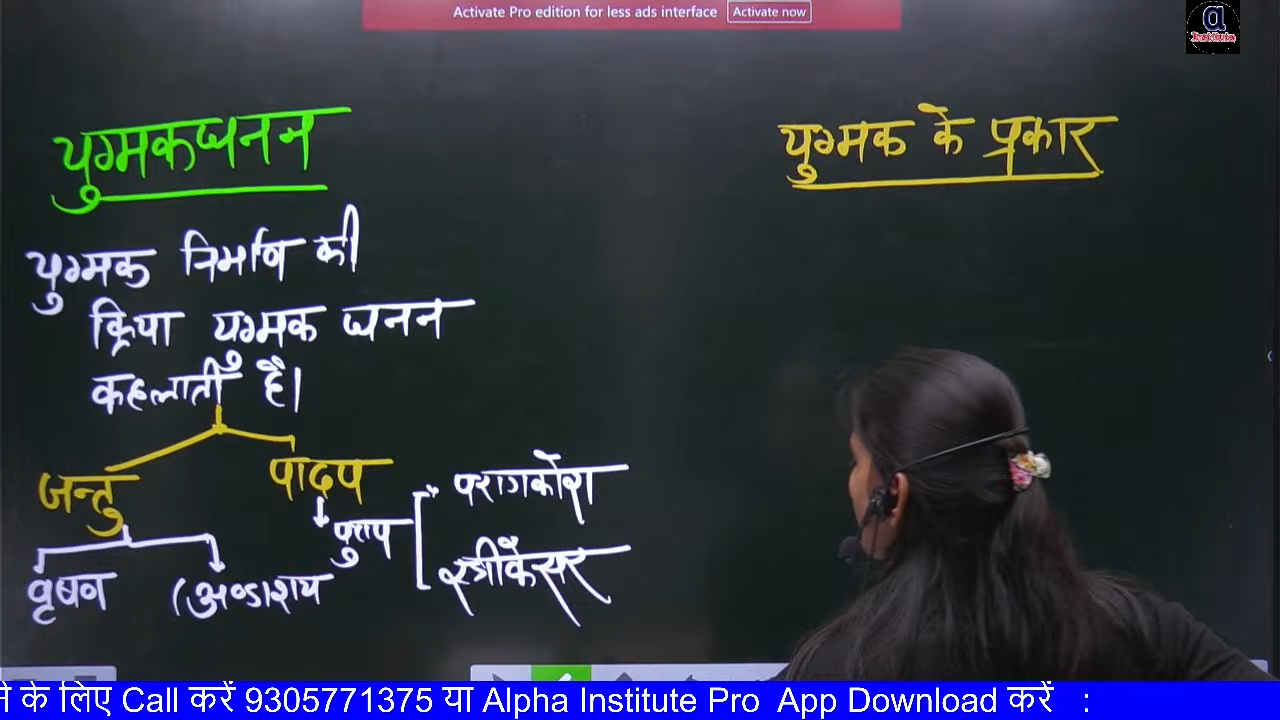 Activate Pro edition for less ads interface Activate now
a
Institute
युग्मकजनन
युग्मक निर्माण की
क्रिया युग्मक जनन
कहलाती है।
जन्तु पादप
वृषण (अण्डाशय
पुष्प
परागकोश
स्त्रीकेसर
युग्मक के प्रकार
के लिए Call करें 9305771375 या Alpha Institute Pro App Download करें :